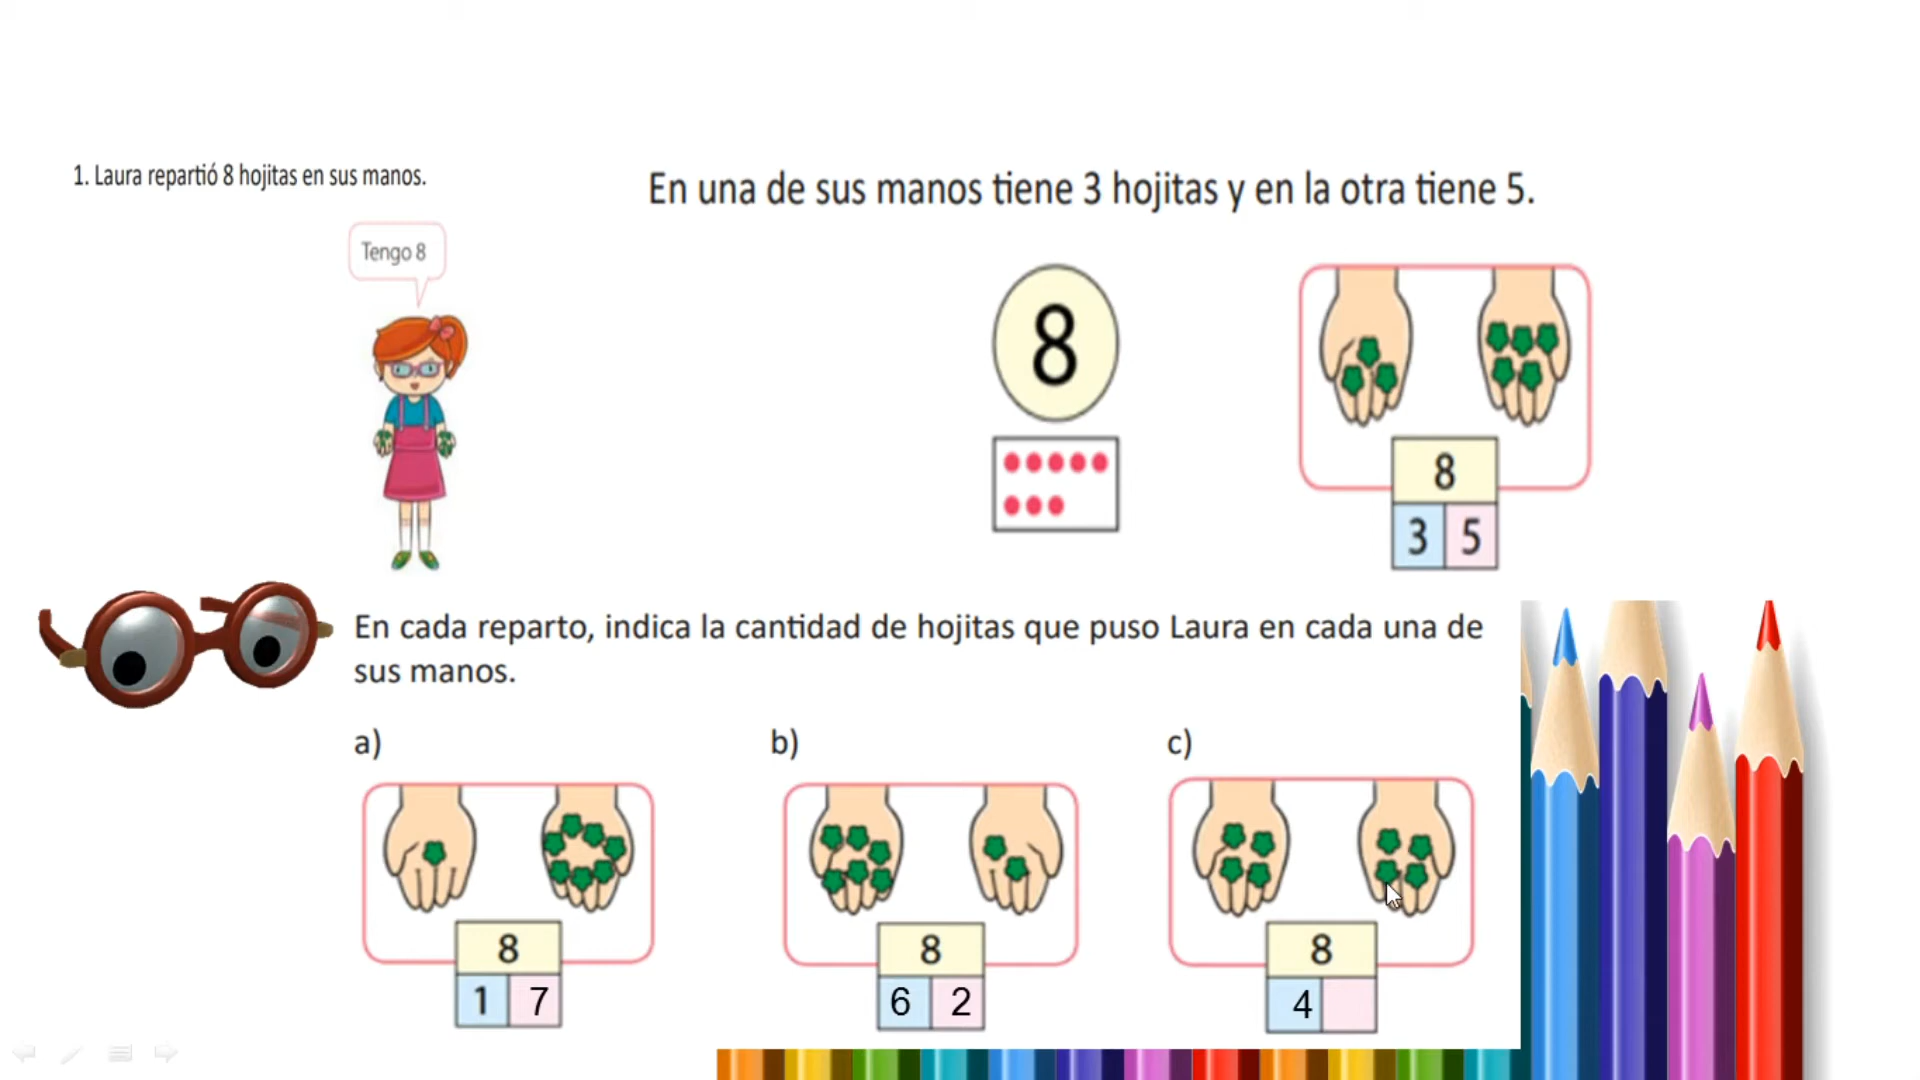 1. Laura repartió 8 hojitas en sus manos.
En una de sus manos tiene 3 hojitas y en la otra tiene 5.
Tengo 8
8
8
3 5
En cada reparto, indica la cantidad de hojitas que puso Laura en cada una de
sus manos.
a)
b)
c)
8
1 7
8
6 2
8
4